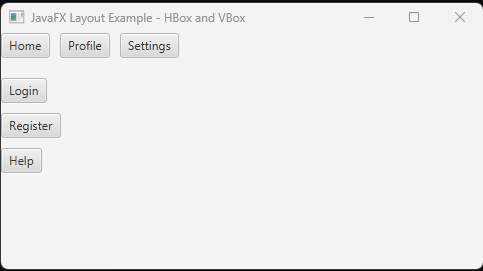 JavaFX Layout Example - HBox and VBox
Home Profile Settings
Login
Register
Help